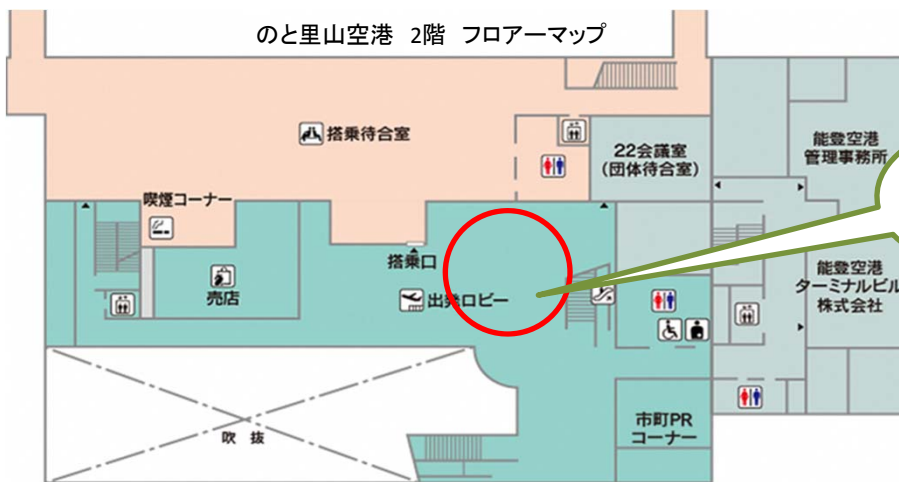 のと里山空港 2階 フロアーマップ
搭乗待合室
22会議室
(団体待合室)
能登空港
管理事務所
喫煙コーナー
搭乗口
売店
出発ロビー
能登空港
ターミナルビル
株式会社
市町PR
コーナー
吹 抜